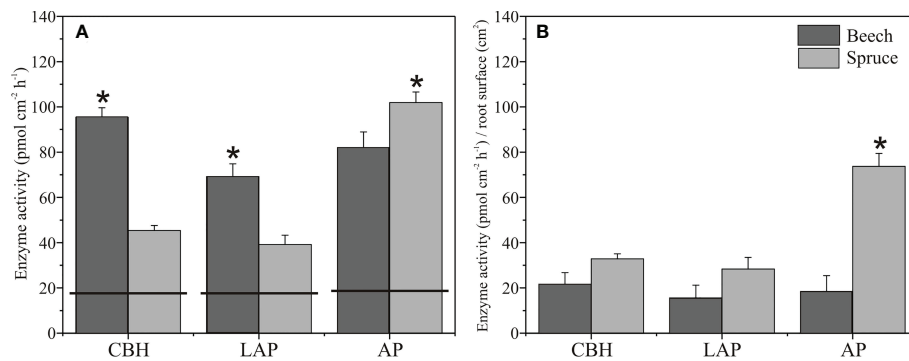 A
Enzyme activity (pmol cm⁻² h⁻¹)
140
120
100
80
60
40
20
0
*
*
*
CBH LAP AP
B
Beech
Spruce
Enzyme activity (pmol cm⁻² h⁻¹) / root surface (cm²)
140
120
100
80
60
40
20
0
*
CBH LAP AP